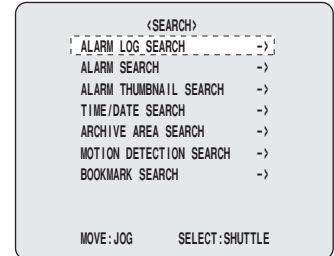 <SEARCH>
ALARM LOG SEARCH ->
ALARM SEARCH ->
ALARM THUMBNAIL SEARCH ->
TIME/DATE SEARCH ->
ARCHIVE AREA SEARCH ->
MOTION DETECTION SEARCH ->
BOOKMARK SEARCH ->
MOVE:JOG SELECT:SHUTTLE